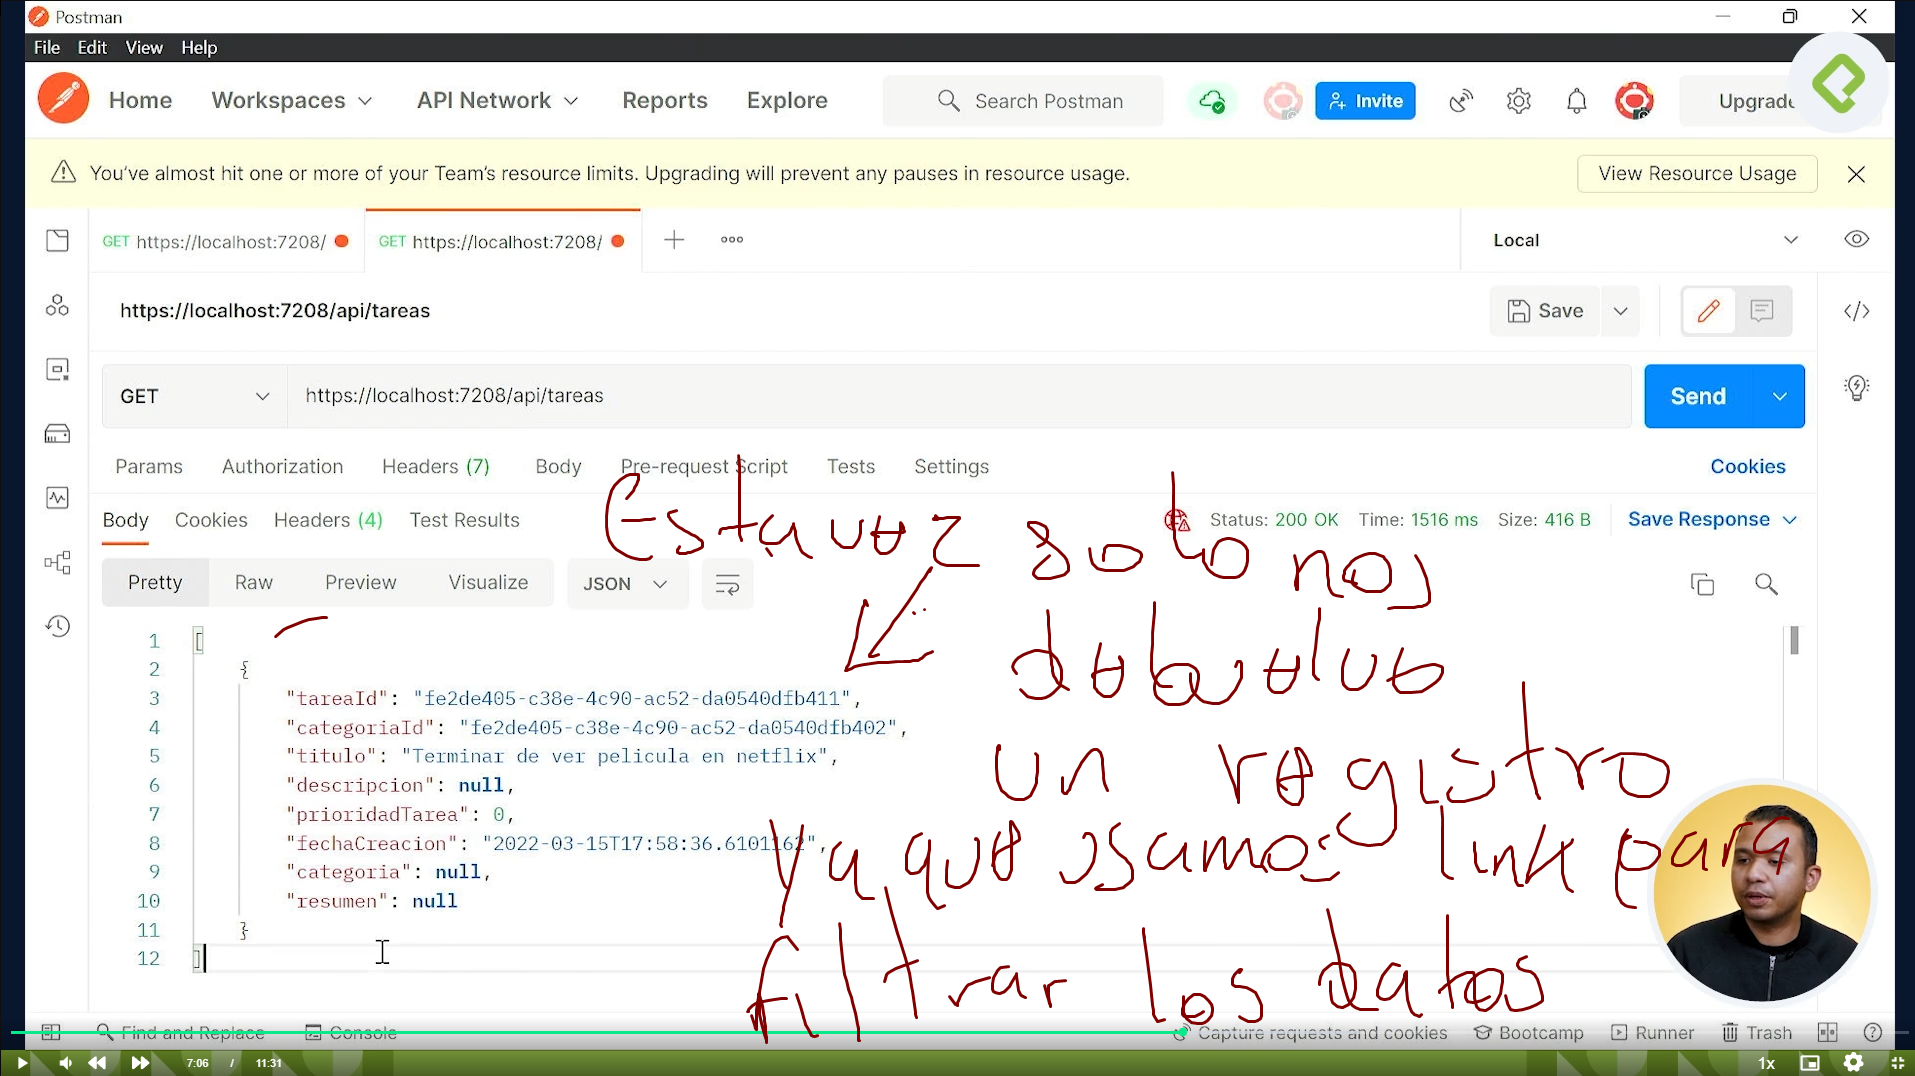 Postman
File Edit View Help
Home Workspaces API Network Reports Explore Search Postman Invite Upgrade
You've almost hit one or more of your Team's resource limits. Upgrading will prevent any pauses in resource usage. View Resource Usage
GET https://localhost:7208/ GET https://localhost:7208/ Local
https://localhost:7208/api/tareas Save
GET https://localhost:7208/api/tareas Send
Params Authorization Headers (7) Body Pre-request Script Tests Settings Cookies
Body Cookies Headers (4) Test Results Status: 200 OK Time: 1516 ms Size: 416 B Save Response
Esta vez solo nos
Pretty Raw Preview Visualize JSON
1 [
2 {
devuelve
3 "tareaId": "fe2de405-c38e-4c90-ac52-da0540dfb411",
4 "categoriaId": "fe2de405-c38e-4c90-ac52-da0540dfb402",
5 "titulo": "Terminar de ver pelicula en netflix",
un registro
6 "descripcion": null,
7 "prioridadTarea": 0,
8 "fechaCreacion": "2022-03-15T17:58:36.6101162",
ya que usamos link para
9 "categoria": null,
10 "resumen": null
11 }
12 ]
filtrar los datos
Find and Replace Console Capture requests and cookies Bootcamp Runner Trash
7:06 / 11:31 1x